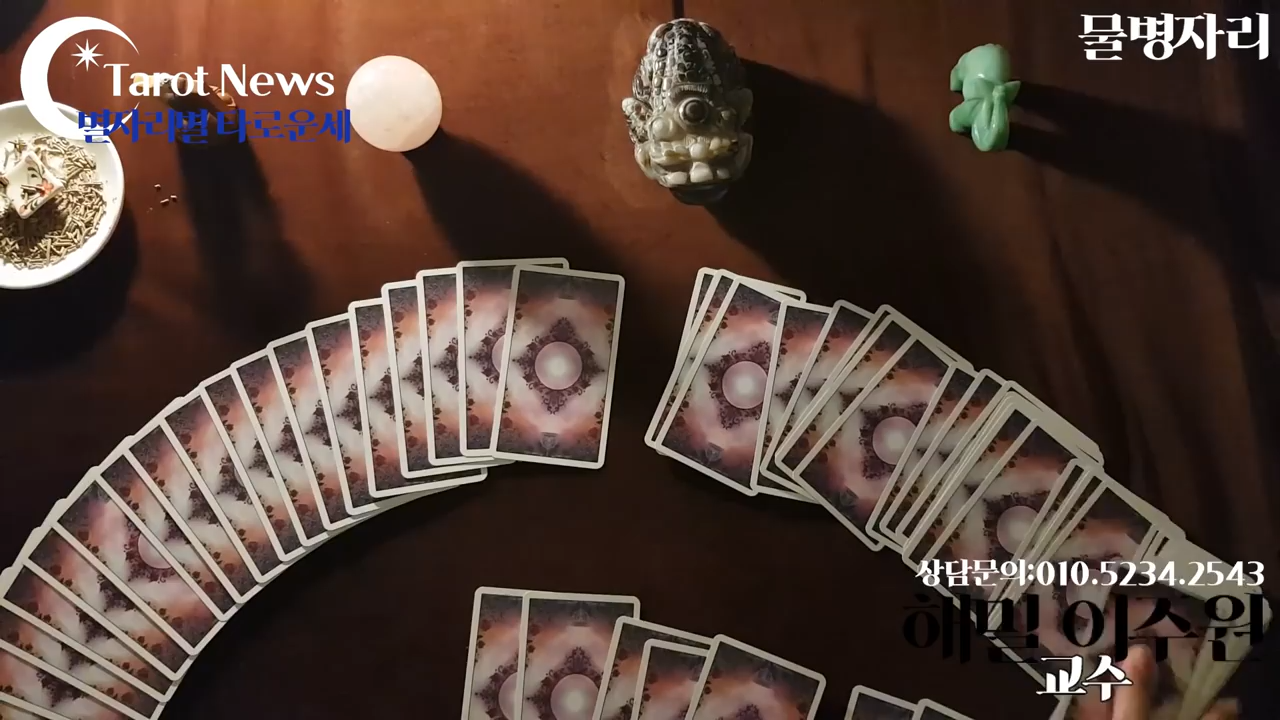 물병자리
Tarot News
별자리별 타로운세
상담문의:010.5234.2543
해밀 이수원
교수